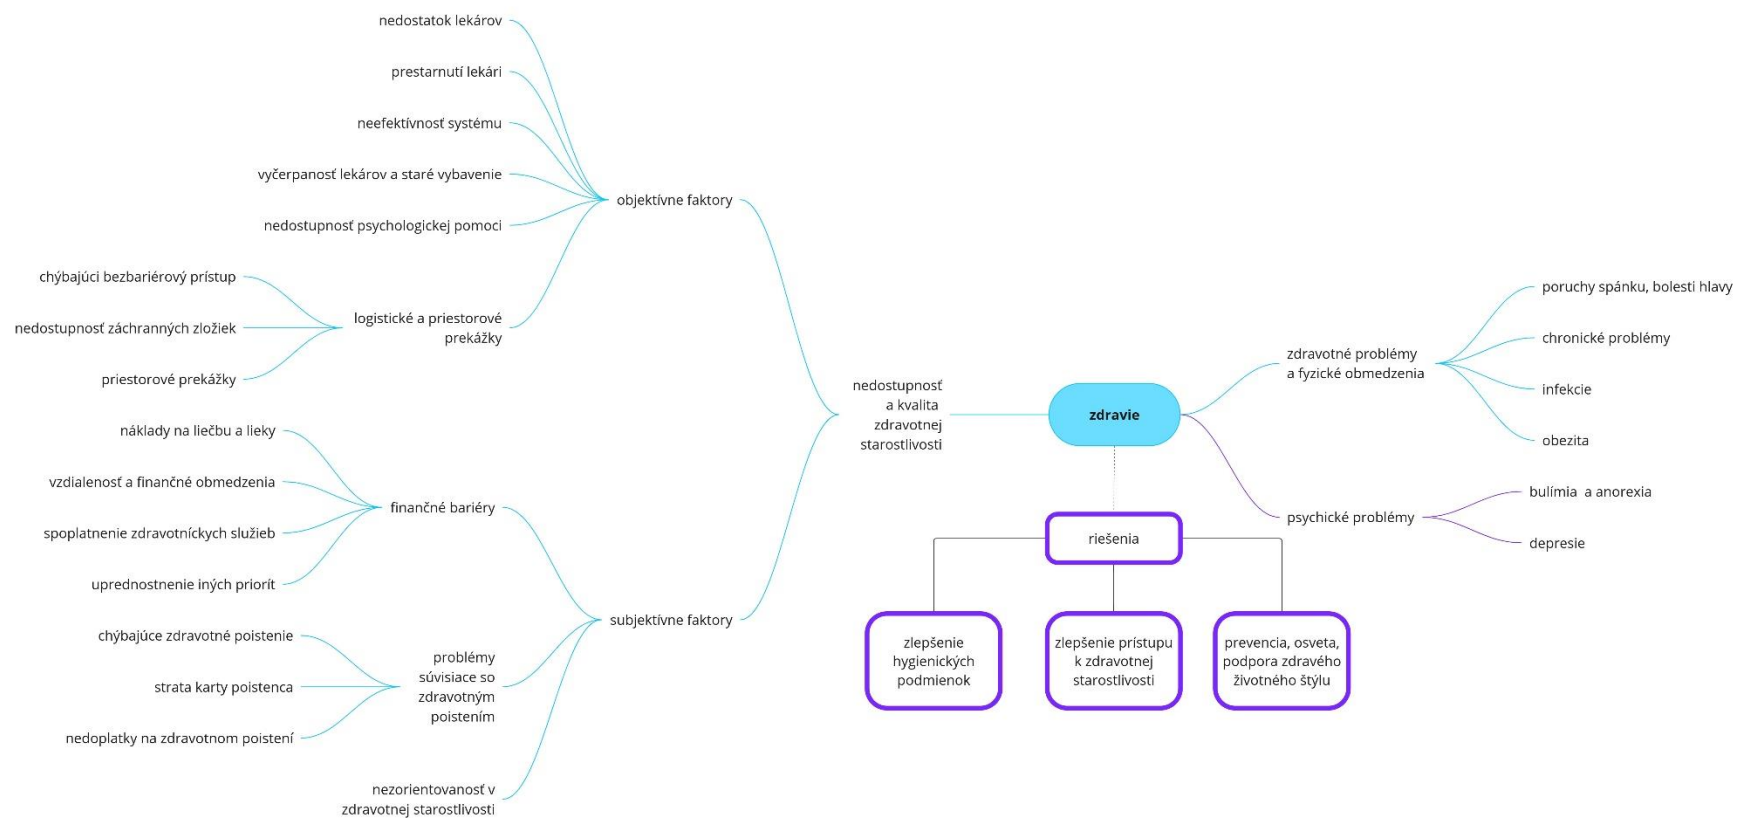 nedostatok lekárov
prestarnutí lekári
neefektívnosť systému
vyčerpanosť lekárov a staré vybavenie
nedostupnosť psychologickej pomoci
objektívne faktory
chýbajúci bezbariérový prístup
nedostupnosť záchranných zložiek
priestorové prekážky
logistické a priestorové
prekážky
náklady na liečbu a lieky
vzdialenosť a finančné obmedzenia
spoplatnenie zdravotníckych služieb
uprednostnenie iných priorít
finančné bariéry
chýbajúce zdravotné poistenie
strata karty poistenca
nedoplatky na zdravotnom poistení
problémy
súvisiace so
zdravotným
poistením
nezorientovanosť v
zdravotnej starostlivosti
subjektívne faktory
nedostupnosť
a kvalita
zdravotnej
starostlivosti
zdravie
zdravotné problémy
a fyzické obmedzenia
poruchy spánku, bolesti hlavy
chronické problémy
infekcie
obezita
psychické problémy
bulímia a anorexia
depresie
riešenia
zlepšenie
hygienických
podmienok
zlepšenie prístupu
k zdravotnej
starostlivosti
prevencia, osveta,
podpora zdravého
životného štýlu